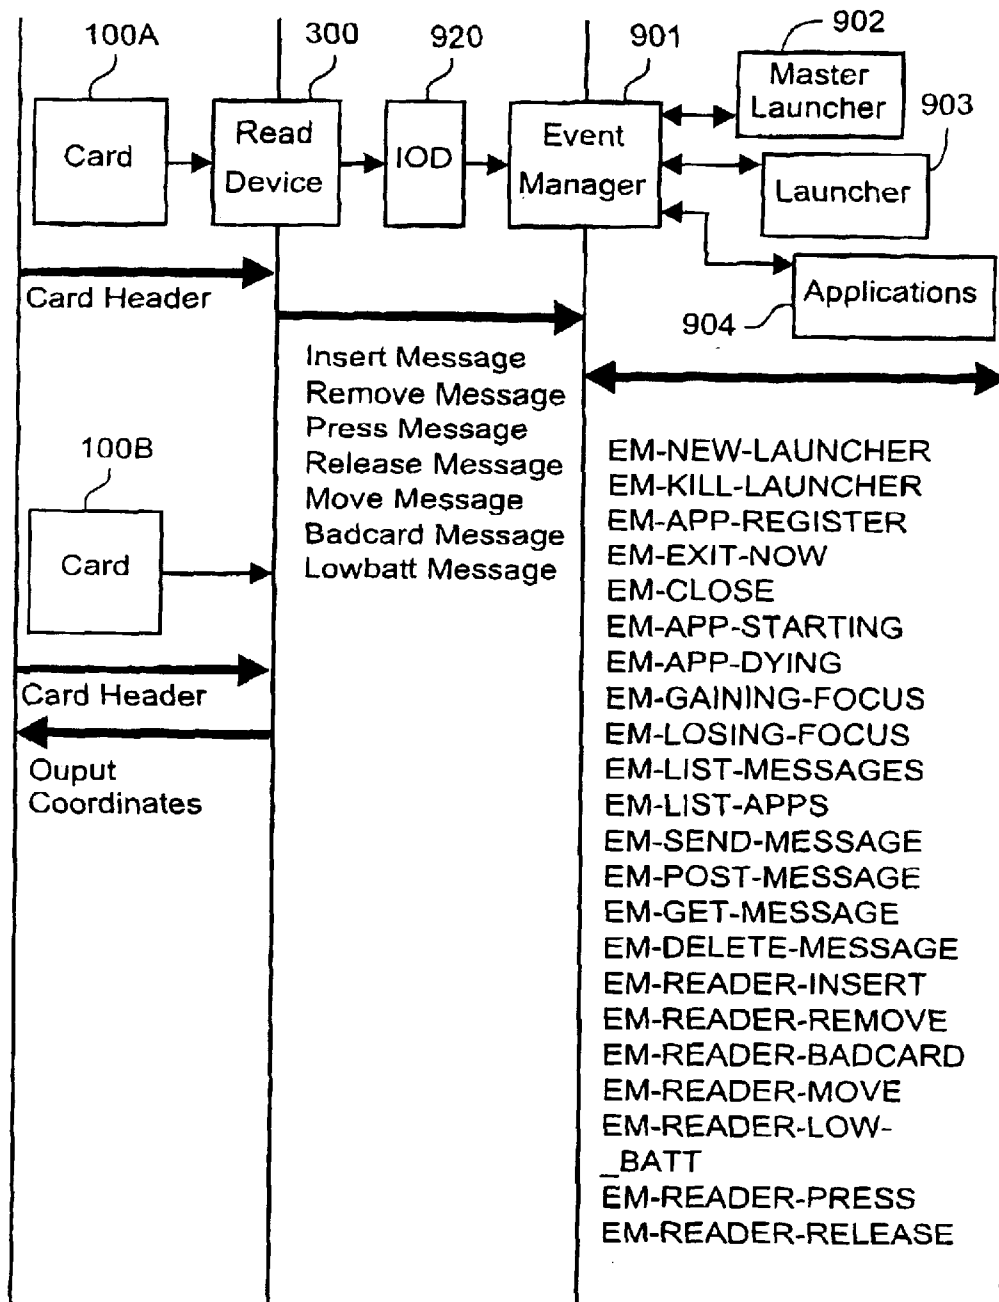 100A
300
920
901
902
Master
Launcher
903
Card
Read
Device
IOD
Event
Manager
Launcher
Card Header
Applications
904
Insert Message
Remove Message
Press Message
Release Message
Move Message
Badcard Message
Lowbatt Message
100B
Card
Card Header
Ouput
Coordinates
EM-NEW-LAUNCHER
EM-KILL-LAUNCHER
EM-APP-REGISTER
EM-EXIT-NOW
EM-CLOSE
EM-APP-STARTING
EM-APP-DYING
EM-GAINING-FOCUS
EM-LOSING-FOCUS
EM-LIST-MESSAGES
EM-LIST-APPS
EM-SEND-MESSAGE
EM-POST-MESSAGE
EM-GET-MESSAGE
EM-DELETE-MESSAGE
EM-READER-INSERT
EM-READER-REMOVE
EM-READER-BADCARD
EM-READER-MOVE
EM-READER-LOW-
_BATT
EM-READER-PRESS
EM-READER-RELEASE